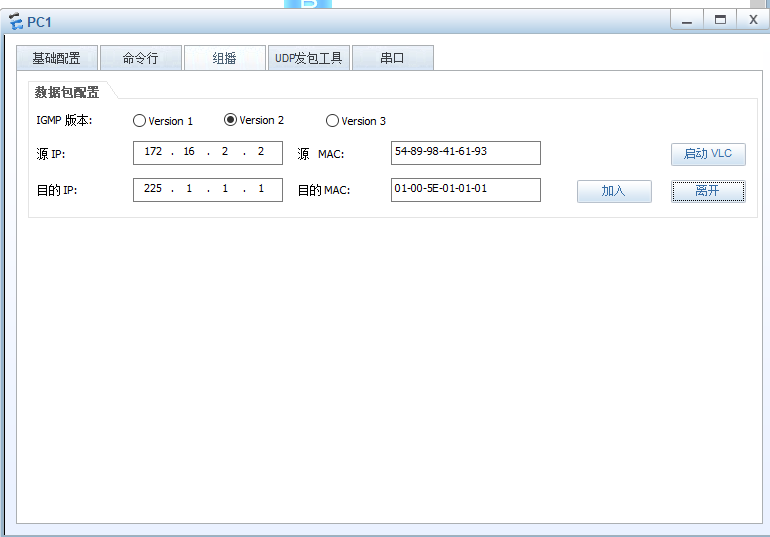 PC1
基础配置 命令行 组播 UDP发包工具 串口
数据包配置
IGMP 版本: Version 1 Version 2 Version 3
源 IP: 172 . 16 . 2 . 2 源 MAC: 54-89-98-41-61-93 启动 VLC
目的 IP: 225 . 1 . 1 . 1 目的 MAC: 01-00-5E-01-01-01 加入 离开